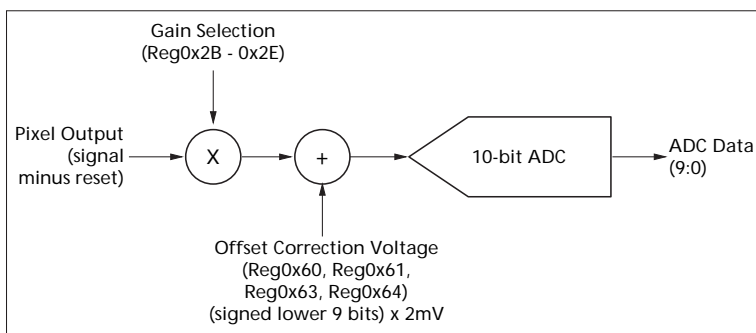 Gain Selection
(Reg0x2B - 0x2E)
Pixel Output
(signal
minus reset)
X
+
10-bit ADC
ADC Data
(9:0)
Offset Correction Voltage
(Reg0x60, Reg0x61,
Reg0x63, Reg0x64)
(signed lower 9 bits) x 2mV